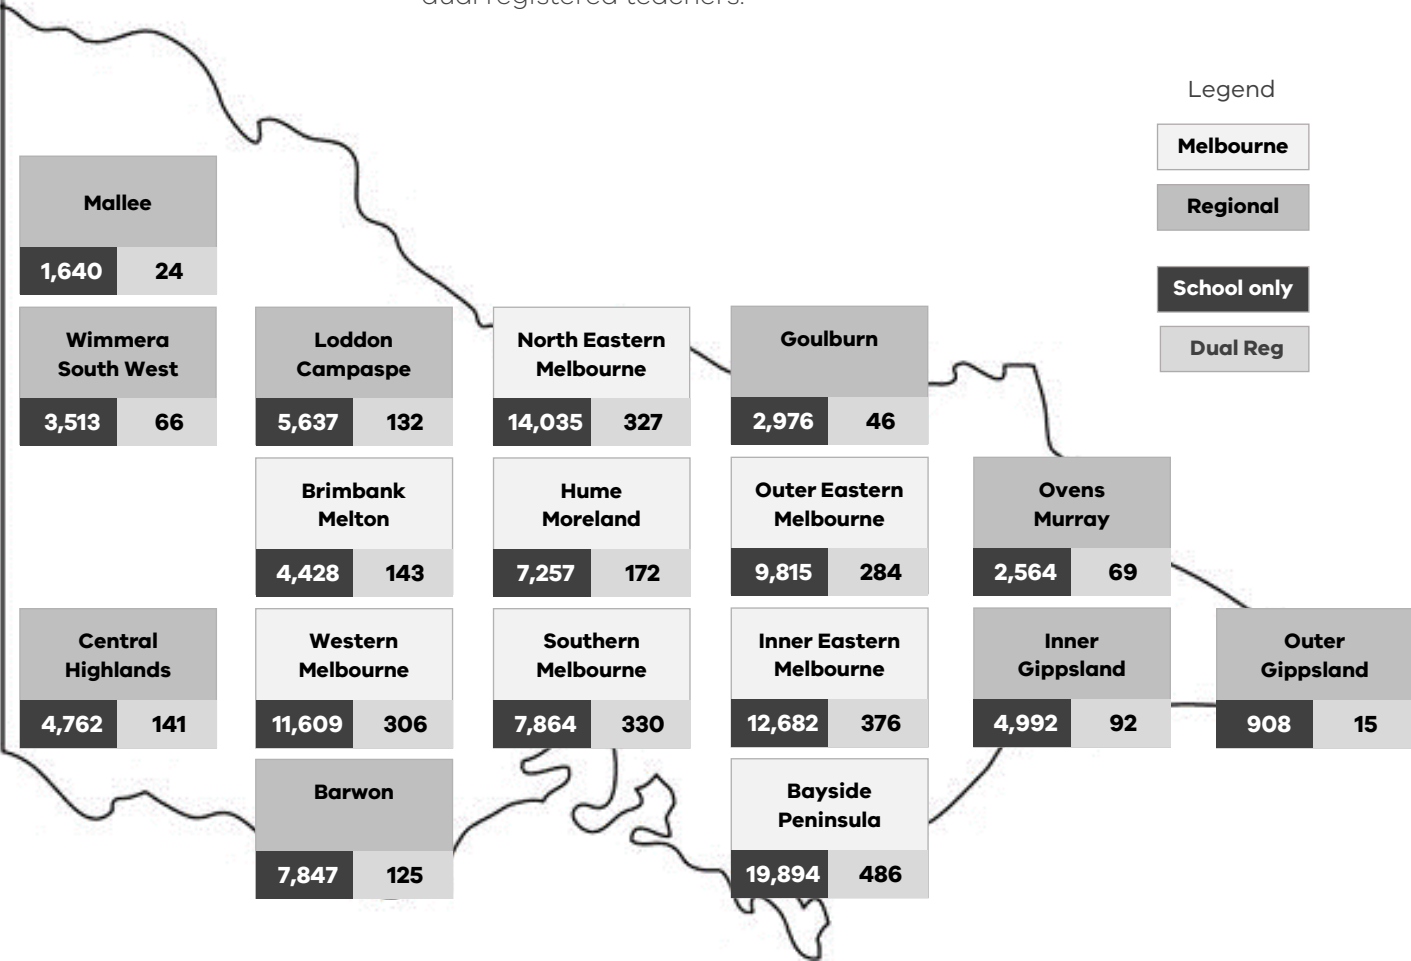 dual registered teachers.
Legend
Melbourne
Regional
School only
Dual Reg
Mallee
1,640 24
Wimmera
South West
3,513 66
Loddon
Campaspe
5,637 132
North Eastern
Melbourne
14,035 327
Goulburn
2,976 46
Brimbank
Melton
4,428 143
Hume
Moreland
7,257 172
Outer Eastern
Melbourne
9,815 284
Ovens
Murray
2,564 69
Central
Highlands
4,762 141
Western
Melbourne
11,609 306
Southern
Melbourne
7,864 330
Inner Eastern
Melbourne
12,682 376
Inner
Gippsland
4,992 92
Outer
Gippsland
908 15
Barwon
7,847 125
Bayside
Peninsula
19,894 486